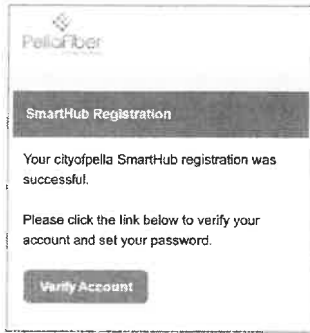 PellaFiber
SmartHub Registration
Your cityofpella SmartHub registration was
successful.
Please click the link below to verify your
account and set your password.
Verify Account